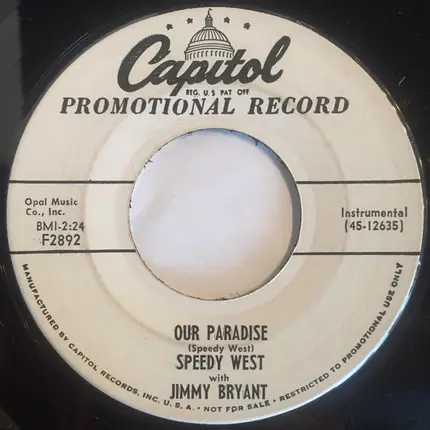 Capitol
REG. U.S. PAT. OFF.
PROMOTIONAL RECORD
Opal Music
Co., Inc.
BMI-2:24
F2892
Instrumental
(45-12635)
OUR PARADISE
(Speedy West)
SPEEDY WEST
with
JIMMY BRYANT
MANUFACTURED BY CAPITOL RECORDS, INC. U. S. A. • NOT FOR SALE • RESTRICTED TO PROMOTIONAL USE ONLY